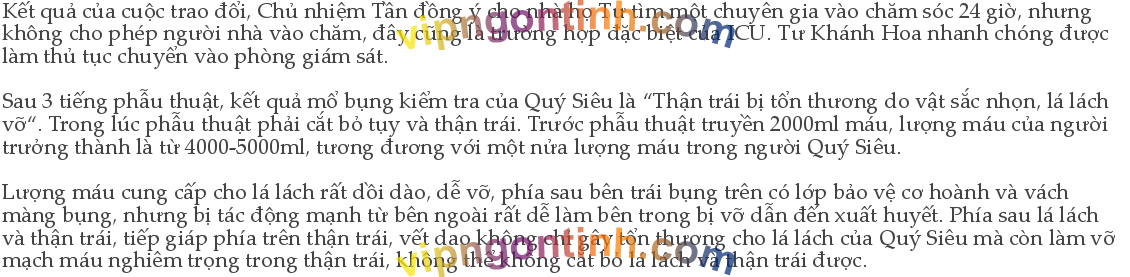 Kết quả của cuộc trao đổi, Chủ nhiệm Tần đồng ý cho nhà họ Tư tìm một chuyên gia vào chăm sóc 24 giờ, nhưng
không cho phép người nhà vào chăm, đây cũng là trường hợp đặc biệt của ICU. Tư Khánh Hoa nhanh chóng được
làm thủ tục chuyển vào phòng giám sát.
Sau 3 tiếng phẫu thuật, kết quả mổ bụng kiểm tra của Quý Siêu là “Thận trái bị tổn thương do vật sắc nhọn, lá lách
vỡ“. Trong lúc phẫu thuật phải cắt bỏ tụy và thận trái. Trước phẫu thuật truyền 2000ml máu, lượng máu của người
trưởng thành là từ 4000-5000ml, tương đương với một nửa lượng máu trong người Quý Siêu.
Lượng máu cung cấp cho lá lách rất dồi dào, dễ vỡ, phía sau bên trái bụng trên có lớp bảo vệ cơ hoành và vách
màng bụng, nhưng bị tác động mạnh từ bên ngoài rất dễ làm bên trong bị vỡ dẫn đến xuất huyết. Phía sau lá lách
và thận trái, tiếp giáp phía trên thận trái, vết dao không chỉ gây tổn thương cho lá lách của Quý Siêu mà còn làm vỡ
mạch máu nghiêm trọng trong thận trái, không thể không cắt bỏ lá lách và thận trái được.
vipngontinh.com
vipngontinh.com